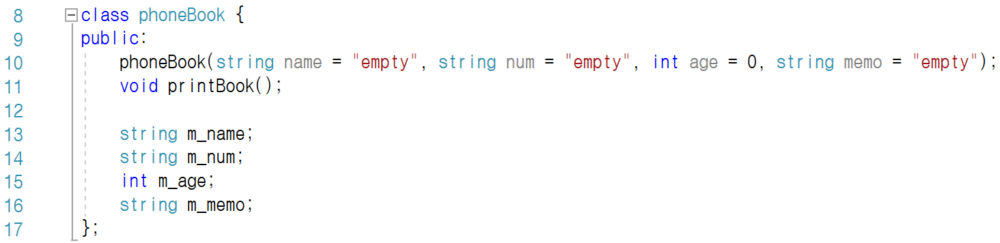 8 class phoneBook {
9 public:
10 phoneBook(string name = "empty", string num = "empty", int age = 0, string memo = "empty");
11 void printBook();
12
13 string m_name;
14 string m_num;
15 int m_age;
16 string m_memo;
17 };